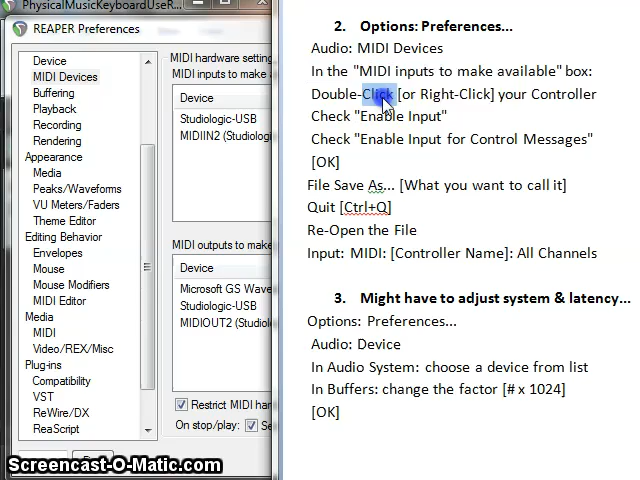 PhysicalMusicKeyboardUseR...
REAPER Preferences
Device
MIDI Devices
Buffering
Playback
Recording
Rendering
Appearance
Media
Peaks/Waveforms
VU Meters/Faders
Theme Editor
Editing Behavior
Envelopes
Mouse
Mouse Modifiers
MIDI Editor
Media
MIDI
Video/REX/Misc
Plug-ins
Compatibility
VST
ReWire/DX
ReaScript
MIDI hardware setting
MIDI inputs to make a
Device
Studiologic-USB
MIDIIN2 (Studiolo
MIDI outputs to make
Device
Microsoft GS Wave
Studiologic-USB
MIDIOUT2 (Studiol
Restrict MIDI har
On stop/play: Se
2. Options: Preferences...
Audio: MIDI Devices
In the "MIDI inputs to make available" box:
Double-Click [or Right-Click] your Controller
Check "Enable Input"
Check "Enable Input for Control Messages"
[OK]
File Save As... [What you want to call it]
Quit [Ctrl+Q]
Re-Open the File
Input: MIDI: [Controller Name]: All Channels
3. Might have to adjust system & latency...
Options: Preferences...
Audio: Device
In Audio System: choose a device from list
In Buffers: change the factor [# x 1024]
[OK]
Screencast-O-Matic.com